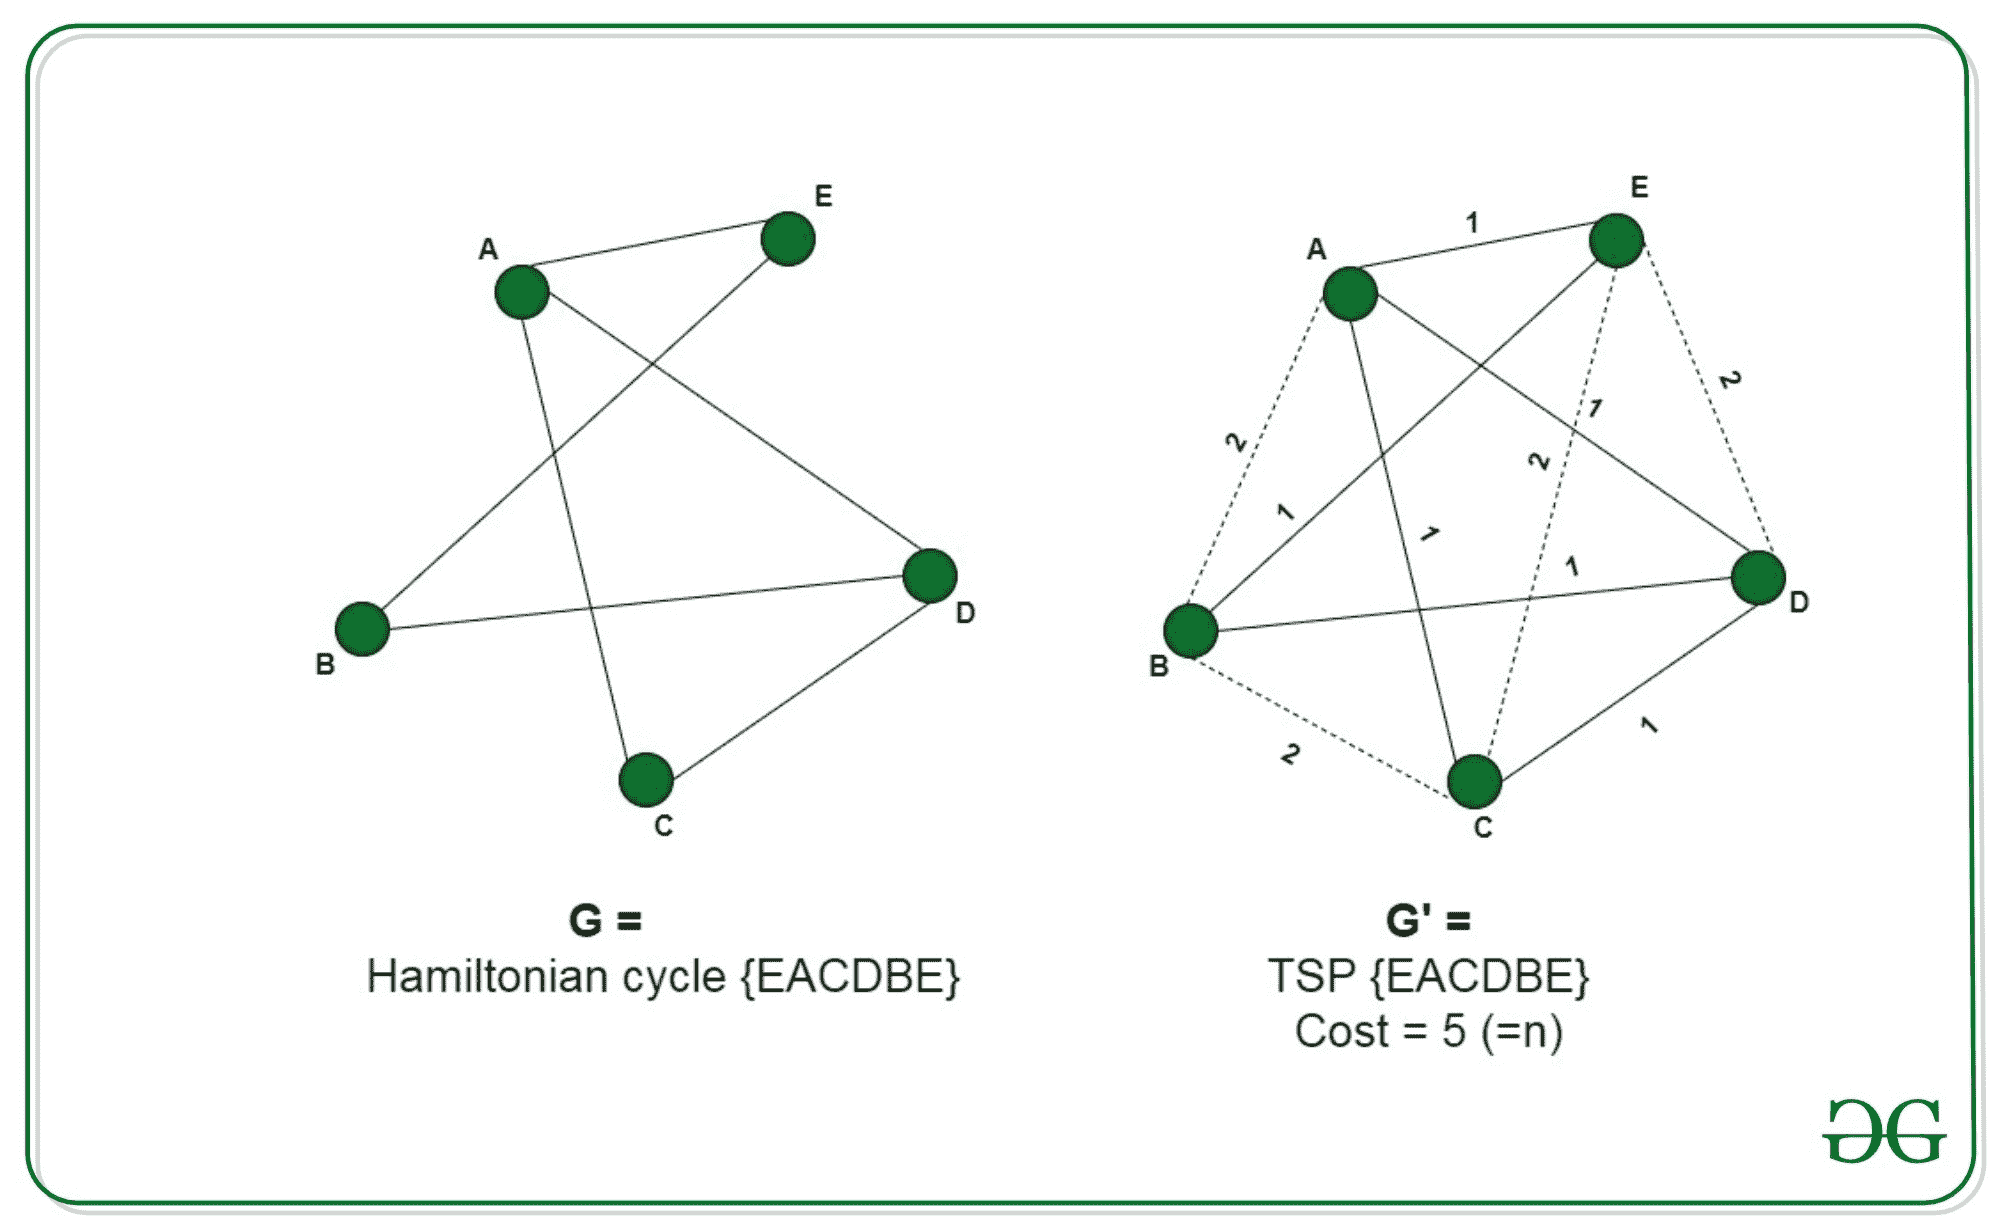 E
A
B
D
C
G =
Hamiltonian cycle {EACDBE}
E
1
A
2
1
2
2
1
1
1
D
B
1
2
C
G' =
TSP {EACDBE}
Cost = 5 (=n)